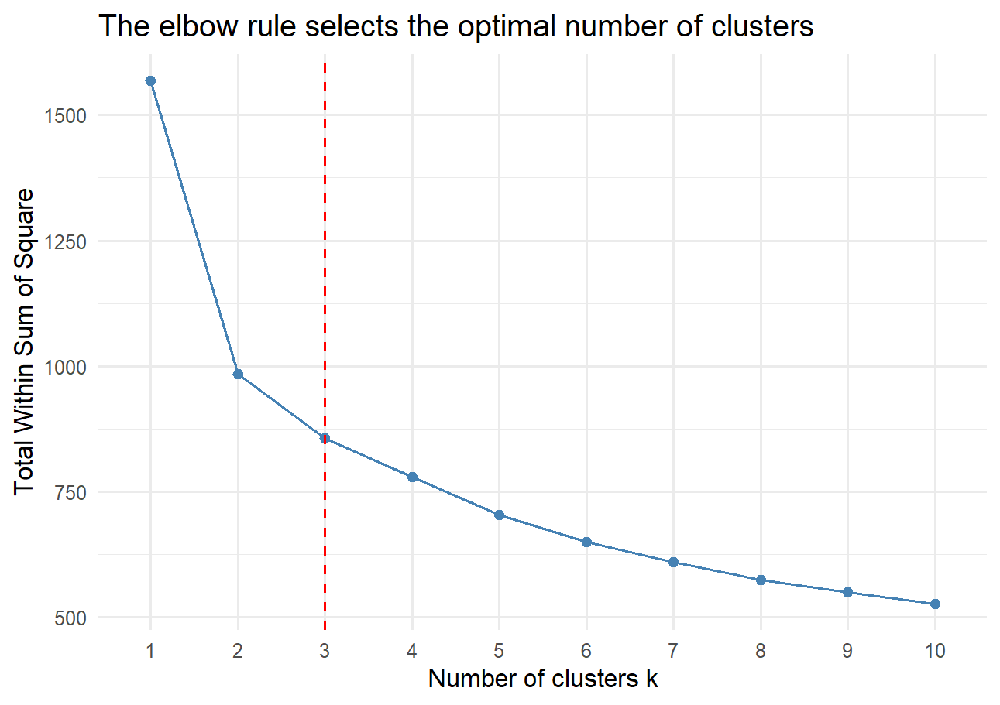 The elbow rule selects the optimal number of clusters
Total Within Sum of Square
1500
1250
1000
750
500
1 2 3 4 5 6 7 8 9 10
Number of clusters k